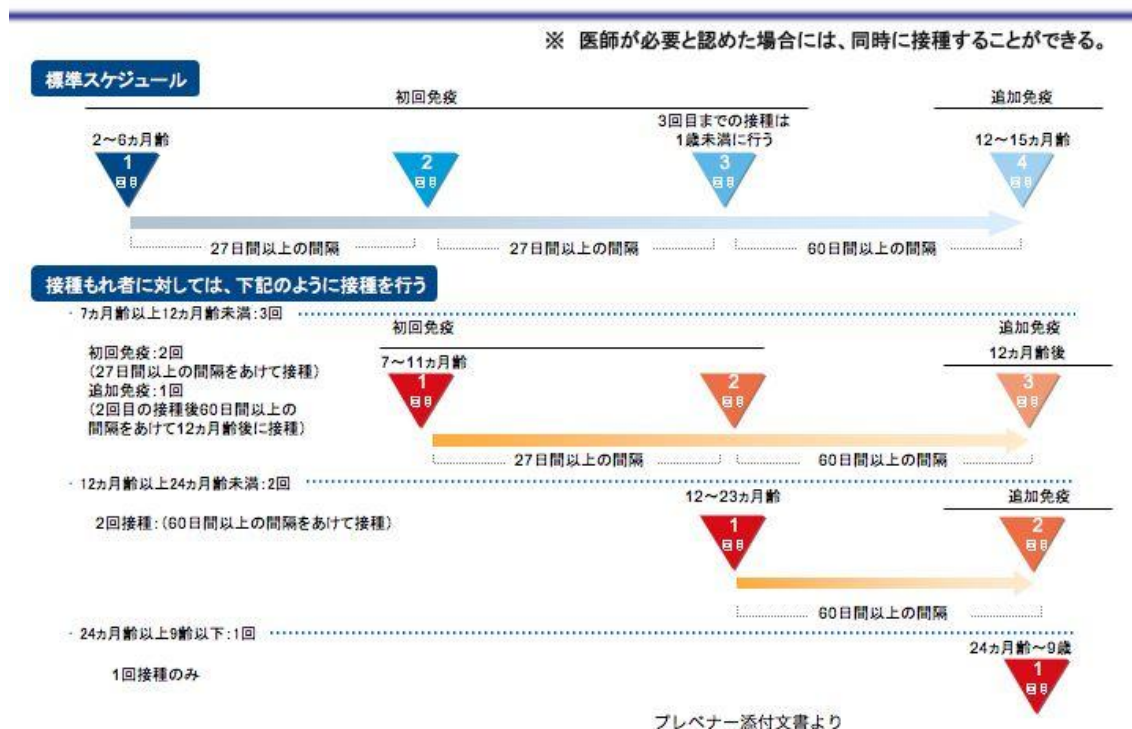 ※ 医師が必要と認めた場合には、同時に接種することができる。
標準スケジュール
初回免疫
追加免疫
2~6ヵ月齢
3回目までの接種は
1歳未満に行う
12~15ヵ月齢
1
回目
2
回目
3
回目
4
回目
27日間以上の間隔
27日間以上の間隔
60日間以上の間隔
接種もれ者に対しては、下記のように接種を行う
・ 7ヵ月齢以上12ヵ月齢未満:3回
初回免疫
追加免疫
初回免疫:2回
(27日間以上の間隔をあけて接種)
追加免疫:1回
(2回目の接種後60日間以上の
間隔をあけて12ヵ月齢後に接種)
7~11ヵ月齢
12ヵ月齢後
1
回目
2
回目
3
回目
27日間以上の間隔
60日間以上の間隔
・ 12ヵ月齢以上24ヵ月齢未満:2回
12~23ヵ月齢
追加免疫
2回接種:(60日間以上の間隔をあけて接種)
1
回目
2
回目
60日間以上の間隔
・ 24ヵ月齢以上9齢以下:1回
24ヵ月齢~9歳
1回接種のみ
1
回目
プレベナー添付文書より